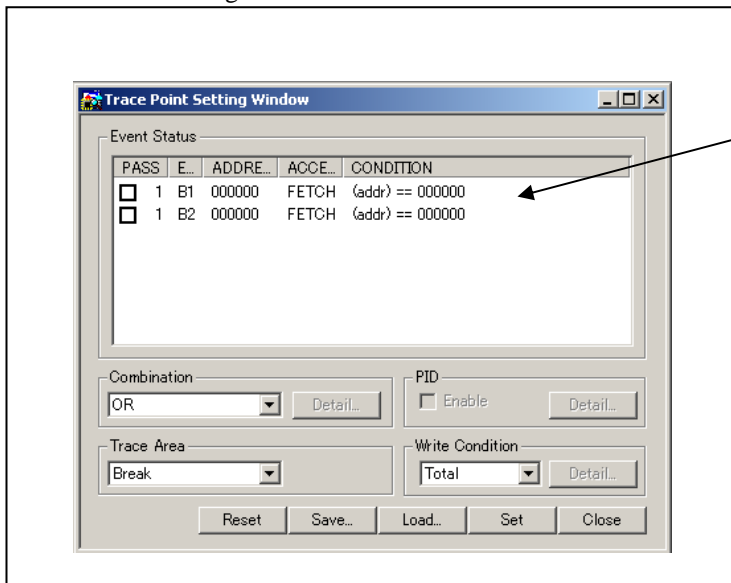 Trace Point Setting Window
Event Status
PASS E... ADDRE... ACCE... CONDITION
1 B1 000000 FETCH (addr) == 000000
1 B2 000000 FETCH (addr) == 000000
Combination
OR Detail...
PID
Enable Detail...
Trace Area
Break
Write Condition
Total Detail...
Reset Save... Load... Set Close